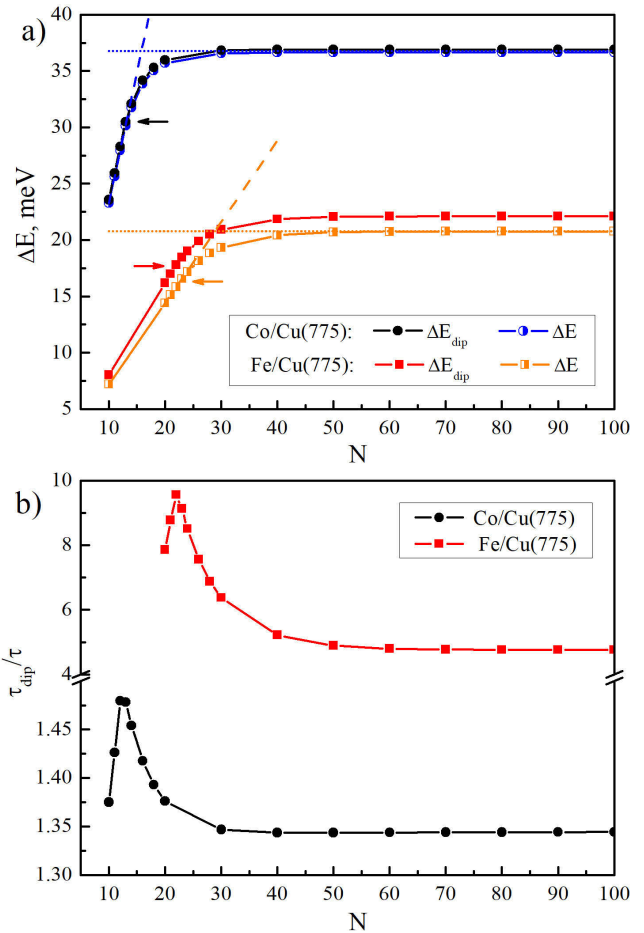 a)
40
35
30
25
20
15
10
5
ΔE, meV
Co/Cu(775): ΔE_dip ΔE
Fe/Cu(775): ΔE_dip ΔE
10 20 30 40 50 60 70 80 90 100
N
b)
10
8
6
4
1.45
1.40
1.35
1.30
τ_dip/τ
Co/Cu(775)
Fe/Cu(775)
10 20 30 40 50 60 70 80 90 100
N